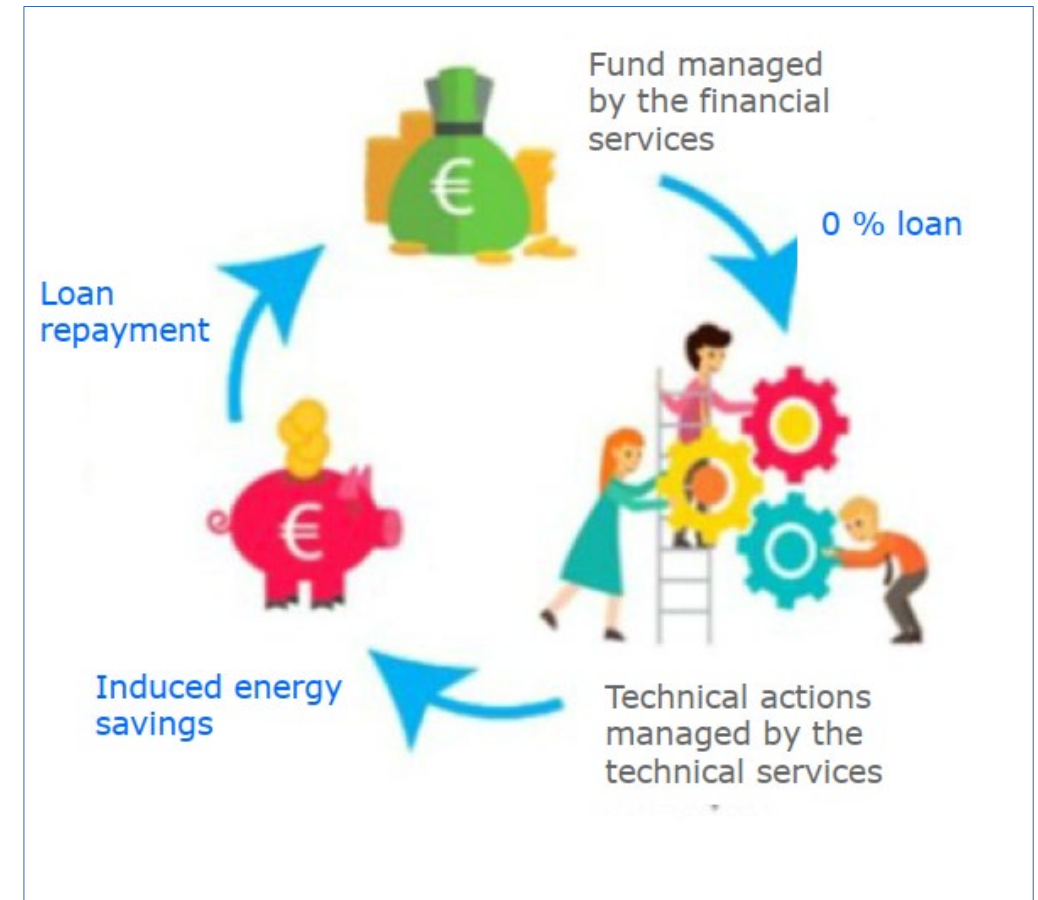 Fund managed
by the financial
services
0 % loan
Loan
repayment
€
€
Induced energy
savings
Technical actions
managed by the
technical services